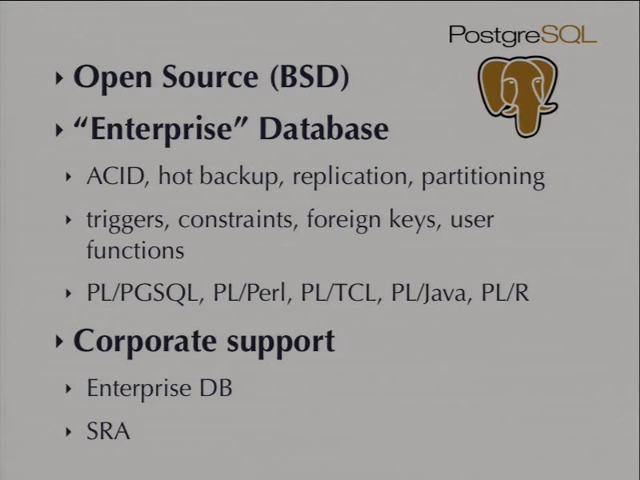 PostgreSQL
Open Source (BSD)
“Enterprise” Database
ACID, hot backup, replication, partitioning
triggers, constraints, foreign keys, user
functions
PL/PGSQL, PL/Perl, PL/TCL, PL/Java, PL/R
Corporate support
Enterprise DB
SRA